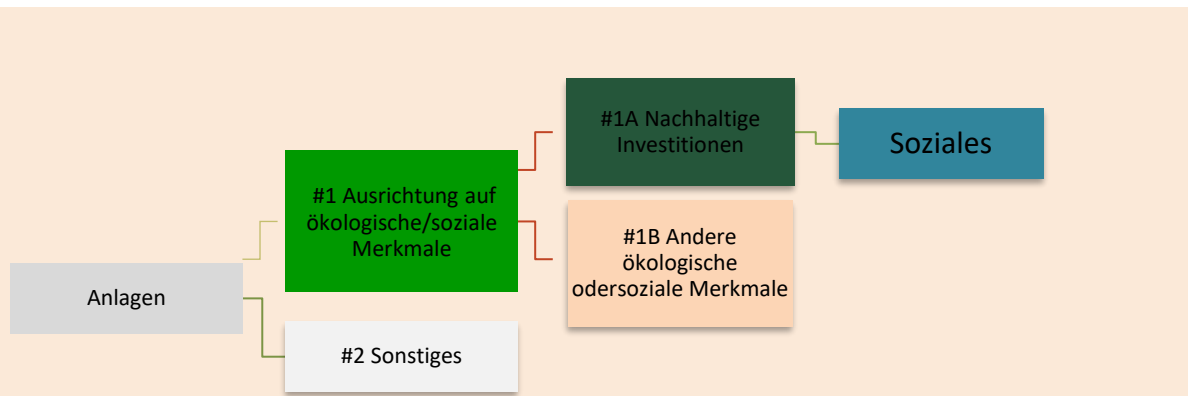 #1A Nachhaltige
Investitionen
Soziales
#1 Ausrichtung auf
ökologische/soziale
Merkmale
#1B Andere
ökologische
odersoziale Merkmale
Anlagen
#2 Sonstiges